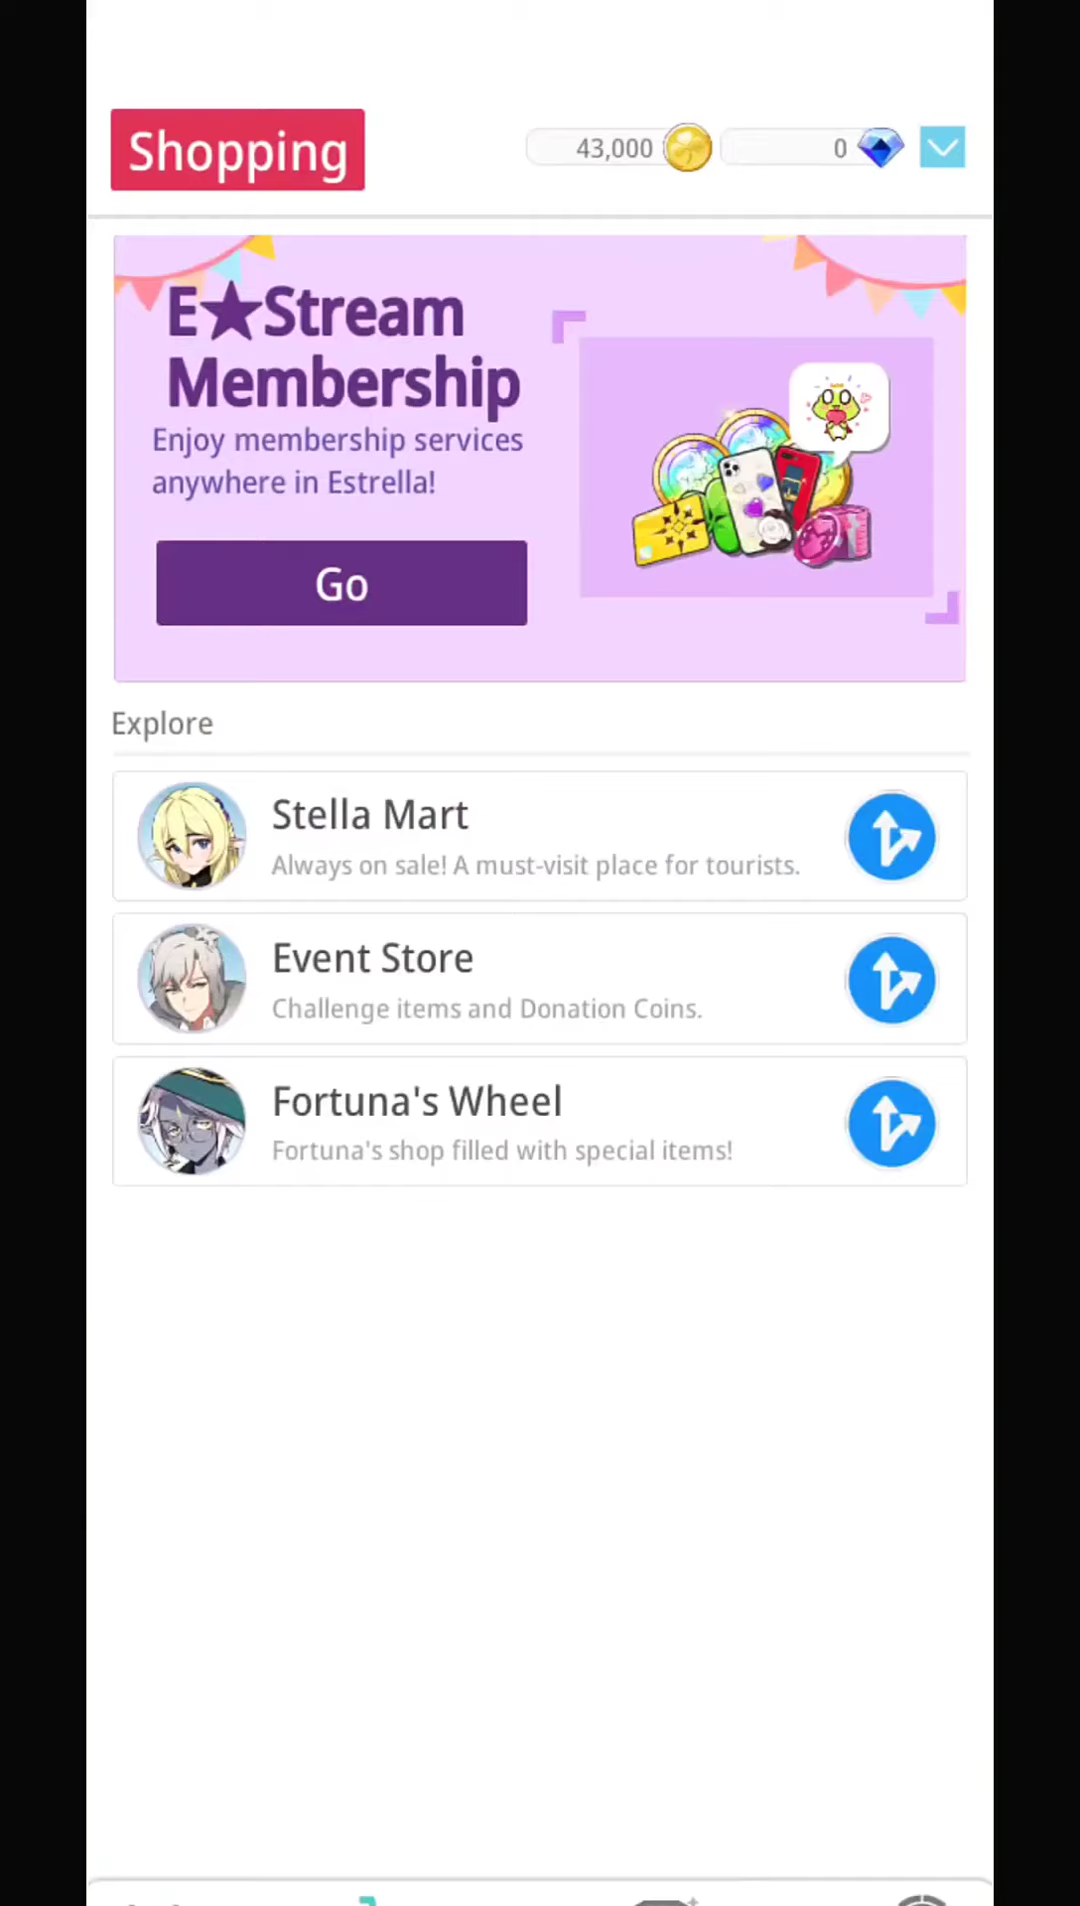 Shopping
43,000
0
E★Stream
Membership
Enjoy membership services
anywhere in Estrella!
Go
Explore
Stella Mart
Always on sale! A must-visit place for tourists.
Event Store
Challenge items and Donation Coins.
Fortuna's Wheel
Fortuna's shop filled with special items!